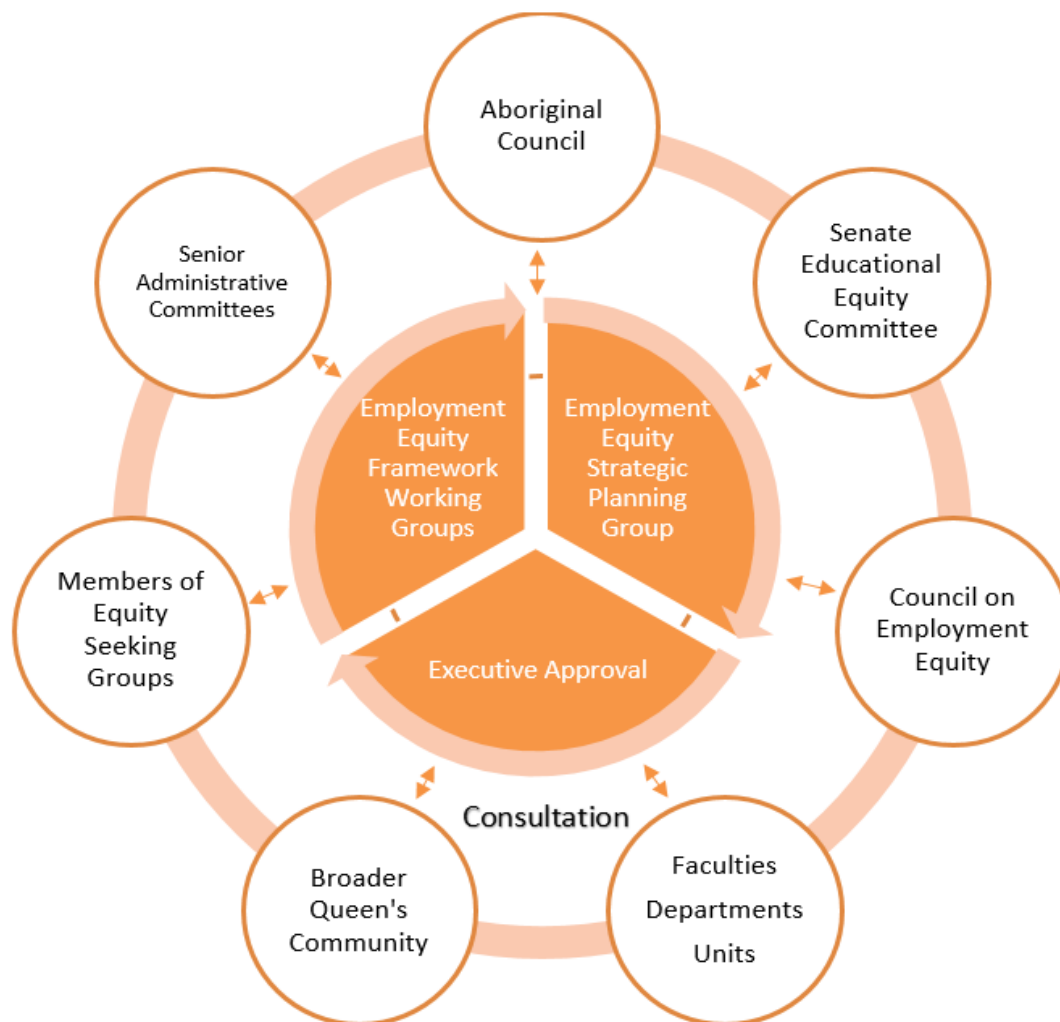 Aboriginal
Council
Senate
Educational
Equity
Committee
Council on
Employment
Equity
Faculties
Departments
Units
Broader
Queen's
Community
Members of
Equity
Seeking
Groups
Senior
Administrative
Committees
Employment
Equity
Strategic
Planning
Group
Executive Approval
Employment
Equity
Framework
Working
Groups
Consultation